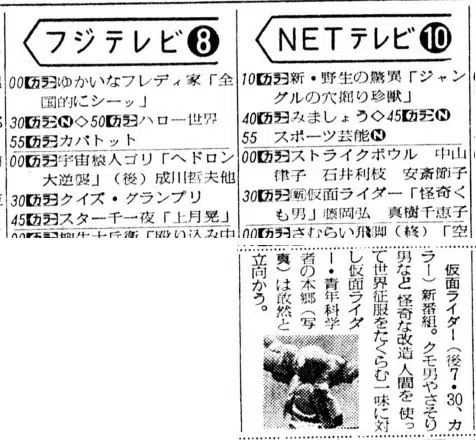 フジテレビ8
00カラーゆかいなフレディ家「全
国的にシーッ」
30カラーN◇50カラーハロー世界
55カラーカバトット
00カラー宇宙猿人ゴリ「ヘドロン
大逆襲」(後)成川哲夫他
30カラークイズ・グランプリ
45カラースター千一夜「上月晃」
NETテレビ10
10カラー新・野生の驚異「ジャン
グルの穴掘り珍獣」
40カラーみましょう◇45カラーN
55 スポーツ芸能N
00カラーストライクボウル 中山
律子 石井利枝 安斎節子
30カラー新仮面ライダー「怪奇く
も男」藤岡弘 真樹千恵子
00カラーさむらい飛脚(終)「空
仮面ライダー(後7・30、カ
ラー)新番組。クモ男やさそり
男など怪奇な改造人間を使っ
て世界征服をたくらむ一味に対
し仮面ライダ
ー・青年科学
者の本郷(写
真)は敢然と
立向かう。